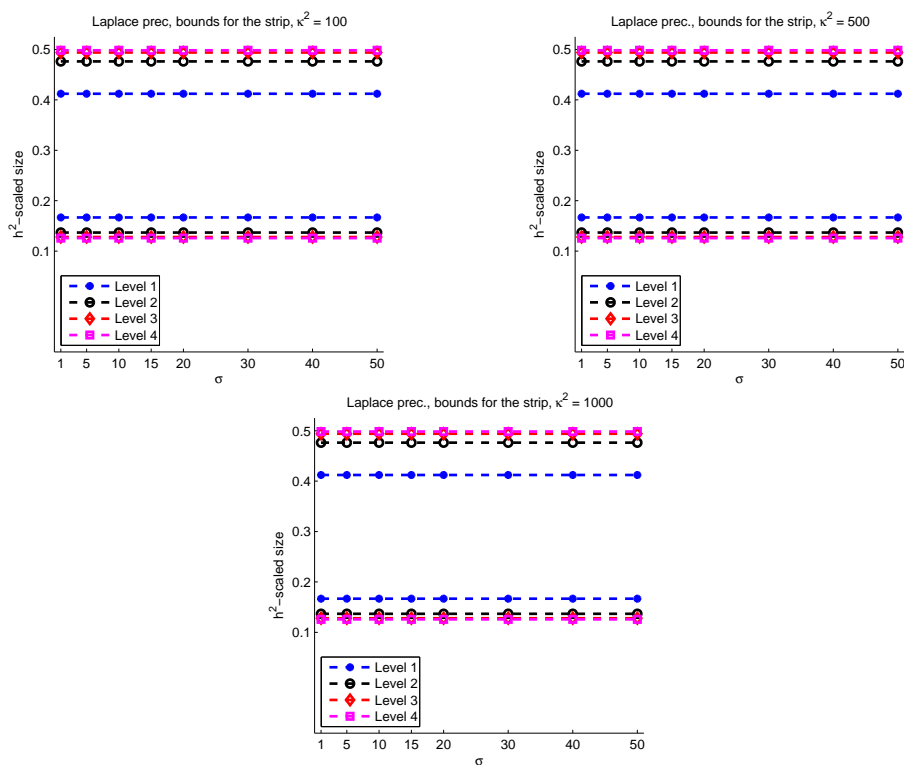 Laplace prec, bounds for the strip, κ² = 100
0.5
0.4
0.3
0.2
0.1
h²−scaled size
Level 1
Level 2
Level 3
Level 4
1 5 10 15 20 30 40 50
σ
Laplace prec., bounds for the strip, κ² = 500
0.5
0.4
0.3
0.2
0.1
h²−scaled size
Level 1
Level 2
Level 3
Level 4
1 5 10 15 20 30 40 50
σ
Laplace prec., bounds for the strip, κ² = 1000
0.5
0.4
0.3
0.2
0.1
h²−scaled size
Level 1
Level 2
Level 3
Level 4
1 5 10 15 20 30 40 50
σ